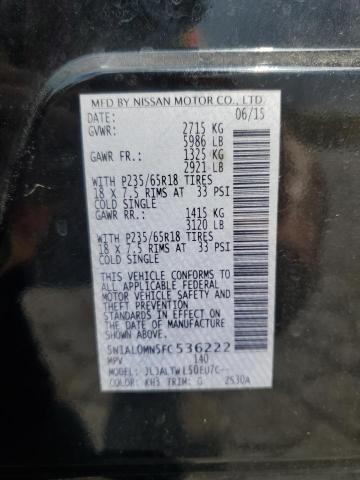 MFD BY NISSAN MOTOR CO., LTD.
DATE: 06/15
GVWR: 2715 KG
5986 LB
GAWR FR.: 1325 KG
2921 LB
WITH P235/65R18 TIRES
18 X 7.5 RIMS AT 33 PSI
COLD SINGLE
GAWR RR.: 1415 KG
3120 LB
WITH P235/65R18 TIRES
18 X 7.5 RIMS AT 33 PSI
COLD SINGLE
THIS VEHICLE CONFORMS TO
ALL APPLICABLE FEDERAL
MOTOR VEHICLE SAFETY
AND THEFT PREVENTION
STANDARDS IN EFFECT ON
THE DATE OF MANUFACTURE
SHOWN ABOVE
5N1AL0MN5FC536222
MPV 140
MODEL:
COLOR: KH3 TRIM: G 2530A